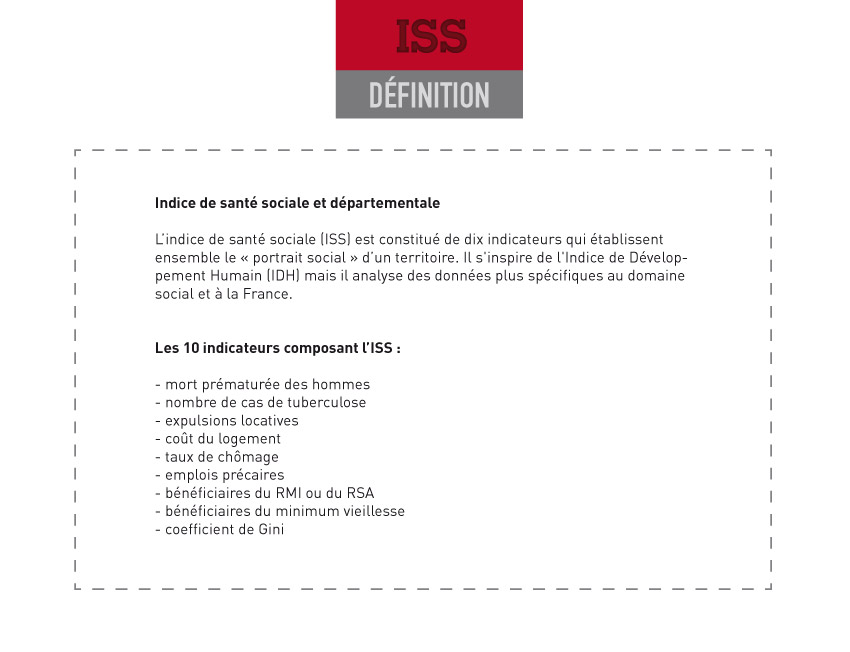 ISS
DÉFINITION
Indice de santé sociale et départementale
L'indice de santé sociale (ISS) est constitué de dix indicateurs qui établissent
ensemble le « portrait social » d'un territoire. Il s'inspire de l'Indice de Dévelop-
pement Humain (IDH) mais il analyse des données plus spécifiques au domaine
social et à la France.
Les 10 indicateurs composant l'ISS :
- mort prématurée des hommes
- nombre de cas de tuberculose
- expulsions locatives
- coût du logement
- taux de chômage
- emplois précaires
- bénéficiaires du RMI ou du RSA
- bénéficiaires du minimum vieillesse
- coefficient de Gini